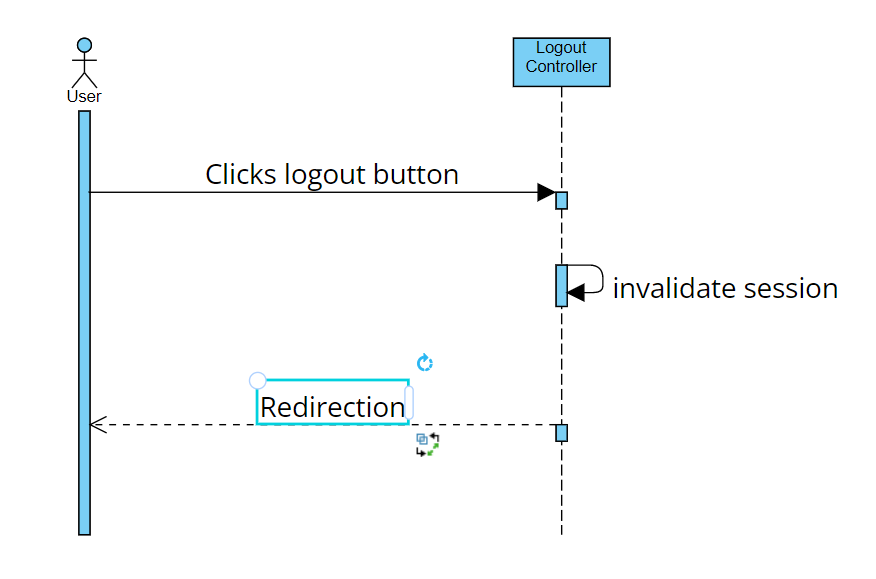 Logout
Controller
User
Clicks logout button
invalidate session
Redirection